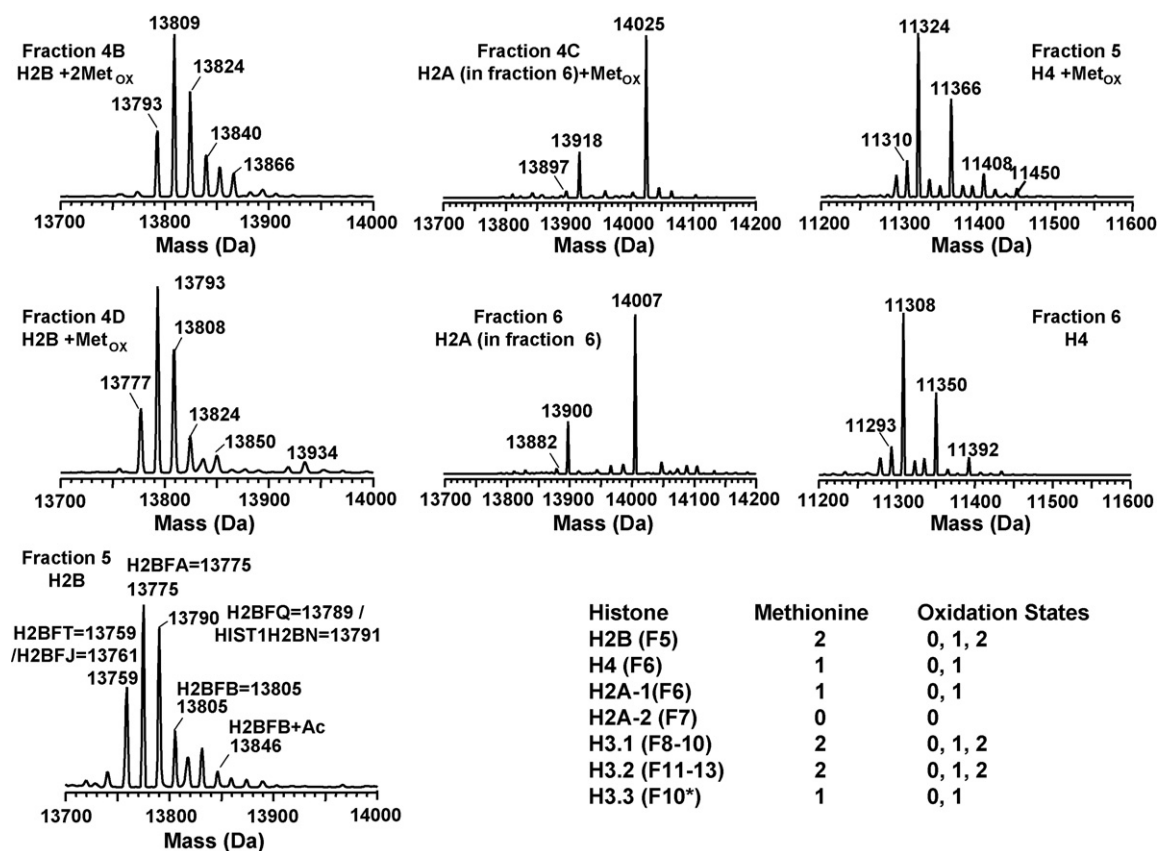 Fraction 4B
H2B +2MetOX
13793
13809
13824
13840
13866
13700 13800 13900 14000
Mass (Da)
Fraction 4C
H2A (in fraction 6)+MetOX
13897
13918
14025
13700 13800 13900 14000 14100 14200
Mass (Da)
Fraction 5
H4 +MetOX
11310
11324
11366
11408
11450
11200 11300 11400 11500 11600
Mass (Da)
Fraction 4D
H2B +MetOX
13777
13793
13808
13824
13850
13934
13700 13800 13900 14000
Mass (Da)
Fraction 6
H2A (in fraction 6)
13882
13900
14007
13700 13800 13900 14000 14100 14200
Mass (Da)
Fraction 6
H4
11293
11308
11350
11392
11200 11300 11400 11500 11600
Mass (Da)
Fraction 5
H2B
H2BFA=13775
13775
H2BFT=13759
/H2BFJ=13761
13759
13790
H2BFQ=13789 /
HIST1H2BN=13791
H2BFB=13805
13805
H2BFB+Ac
13846
13700 13800 13900 14000
Mass (Da)
Histone Methionine Oxidation States
H2B (F5) 2 0, 1, 2
H4 (F6) 1 0, 1
H2A-1(F6) 1 0, 1
H2A-2 (F7) 0 0
H3.1 (F8-10) 2 0, 1, 2
H3.2 (F11-13) 2 0, 1, 2
H3.3 (F10*) 1 0, 1